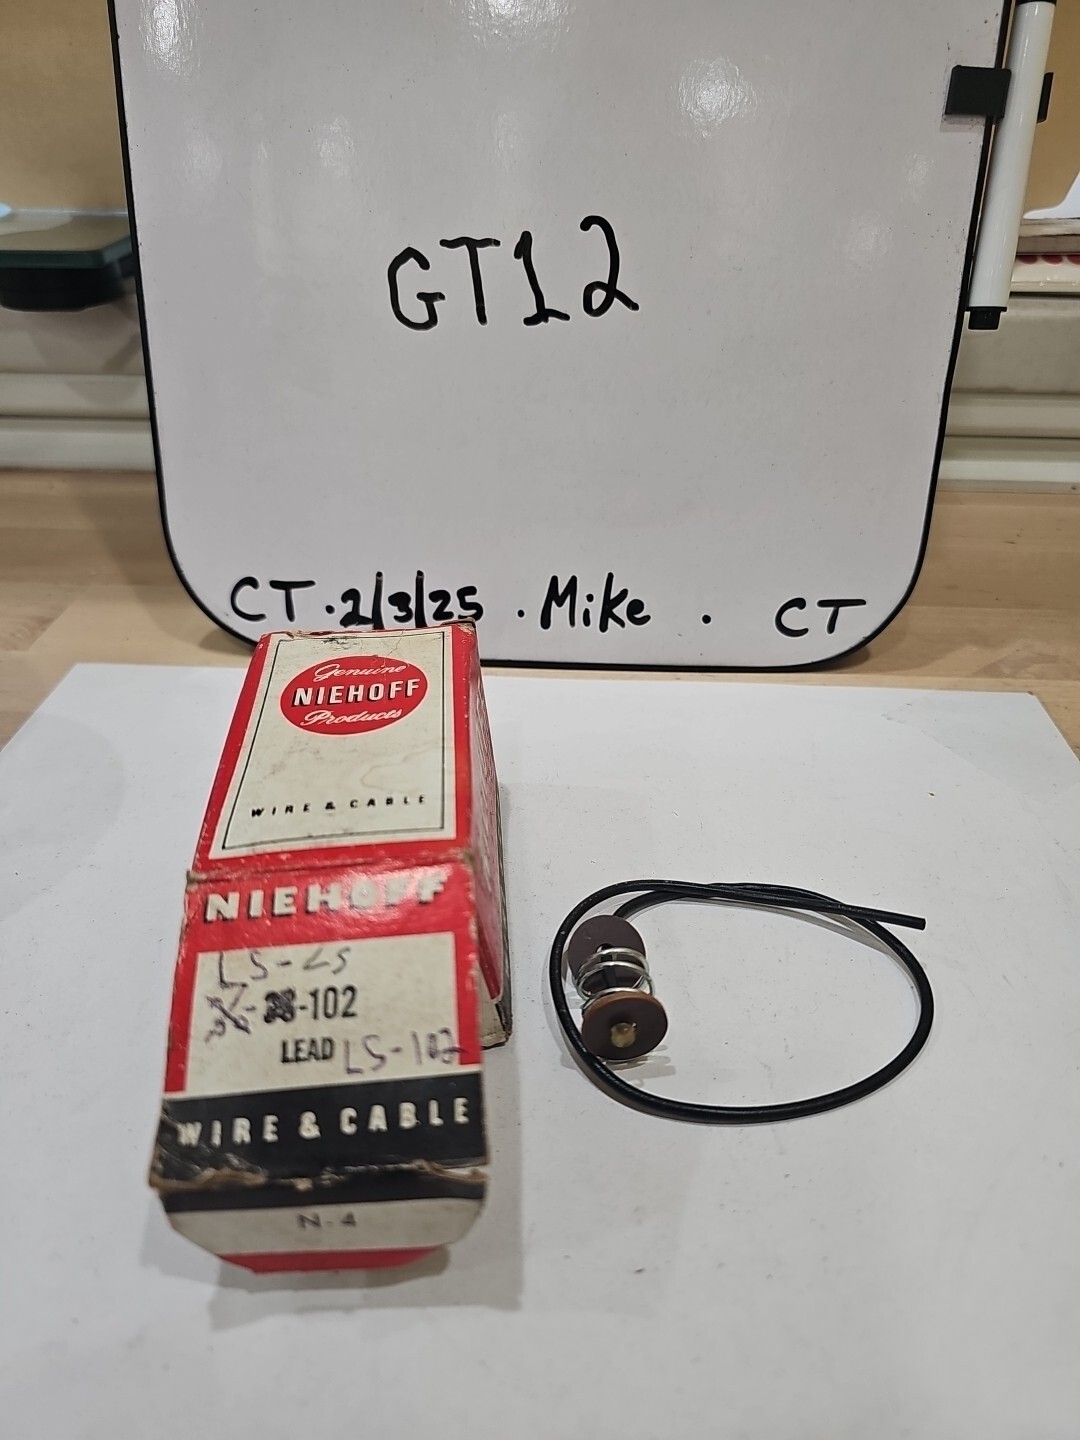 GT12
CT · 2/3/25 · Mike · CT
Genuine
NIEHOFF
Products
WIRE & CABLE
NIEHOFF
LS-25
-102
LEAD LS-102
WIRE & CABLE
N-4